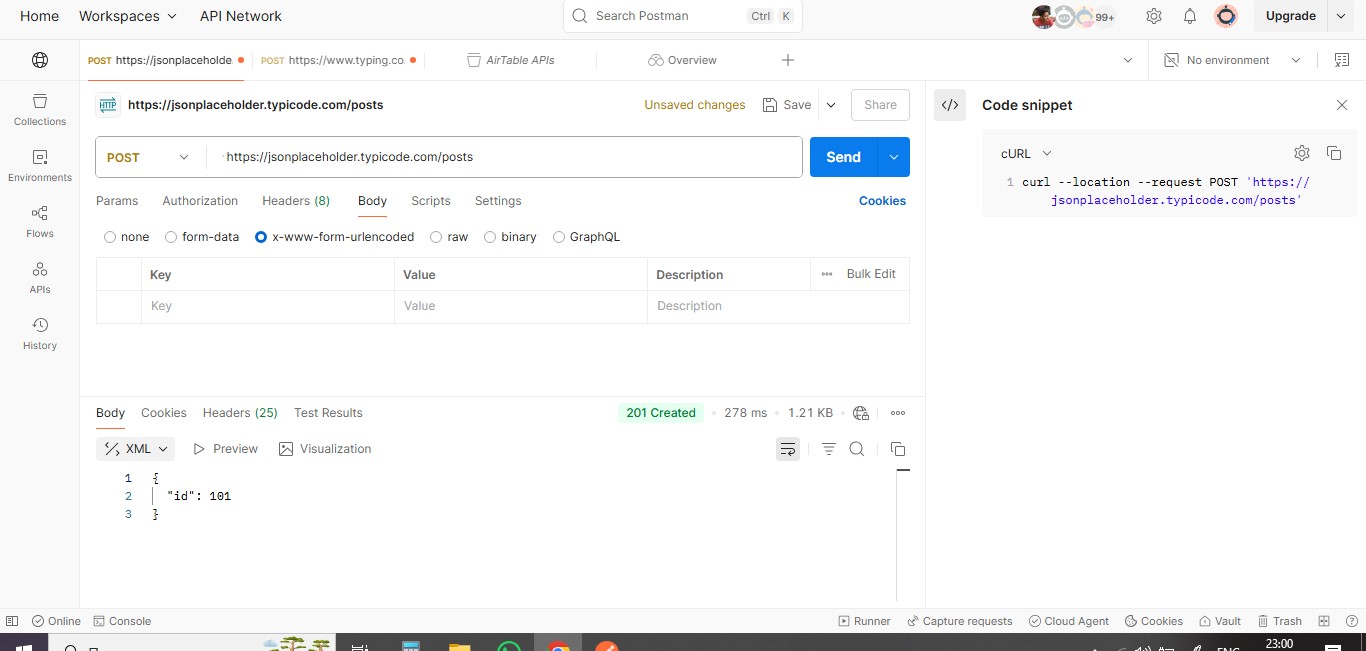 Home Workspaces API Network Search Postman Ctrl K 99+ Upgrade
POST https://jsonplaceholde. POST https://www.typing.co. AirTable APIs Overview No environment
HTTP https://jsonplaceholder.typicode.com/posts Unsaved changes Save Share </> Code snippet
Collections
POST https://jsonplaceholder.typicode.com/posts Send cURL
Environments
1 curl --location --request POST 'https://
jsonplaceholder.typicode.com/posts'
Params Authorization Headers (8) Body Scripts Settings Cookies
Flows
none form-data x-www-form-urlencoded raw binary GraphQL
Key Value Description Bulk Edit
APIs
Key Value Description
History
Body Cookies Headers (25) Test Results 201 Created 278 ms 1.21 KB
XML Preview Visualization
1 {
2 "id": 101
3 }
Online Console Runner Capture requests Cloud Agent Cookies Vault Trash
ENG 23:00